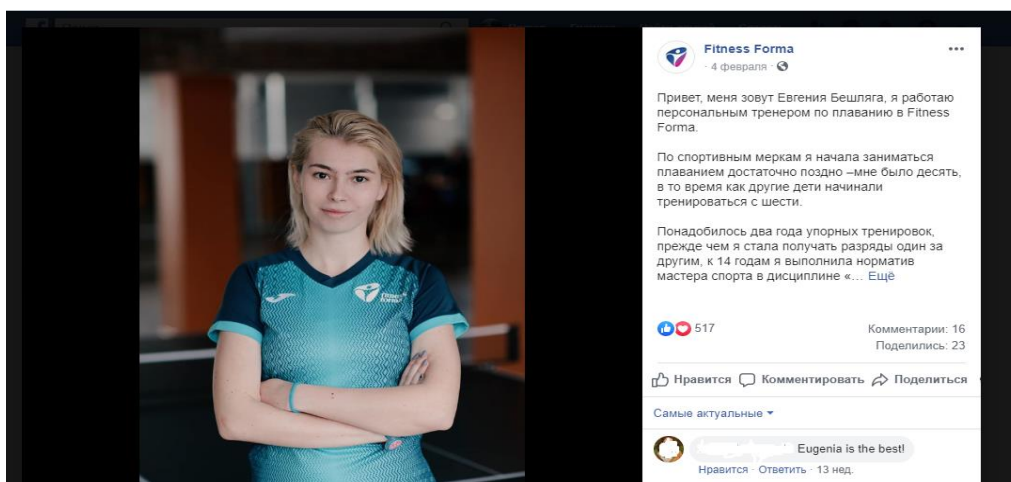 Fitness Forma
· 4 февраля ·
Привет, меня зовут Евгения Бешляга, я работаю
персональным тренером по плаванию в Fitness
Forma.
По спортивным меркам я начала заниматься
плаванием достаточно поздно –мне было десять,
в то время как другие дети начинали
тренироваться с шести.
Понадобилось два года упорных тренировок,
прежде чем я стала получать разряды один за
другим, к 14 годам я выполнила норматив
мастера спорта в дисциплине «… Ещё
517
Комментарии: 16
Поделились: 23
Нравится Комментировать Поделиться
Самые актуальные
Eugenia is the best!
Нравится · Ответить · 13 нед.
fitness
forma